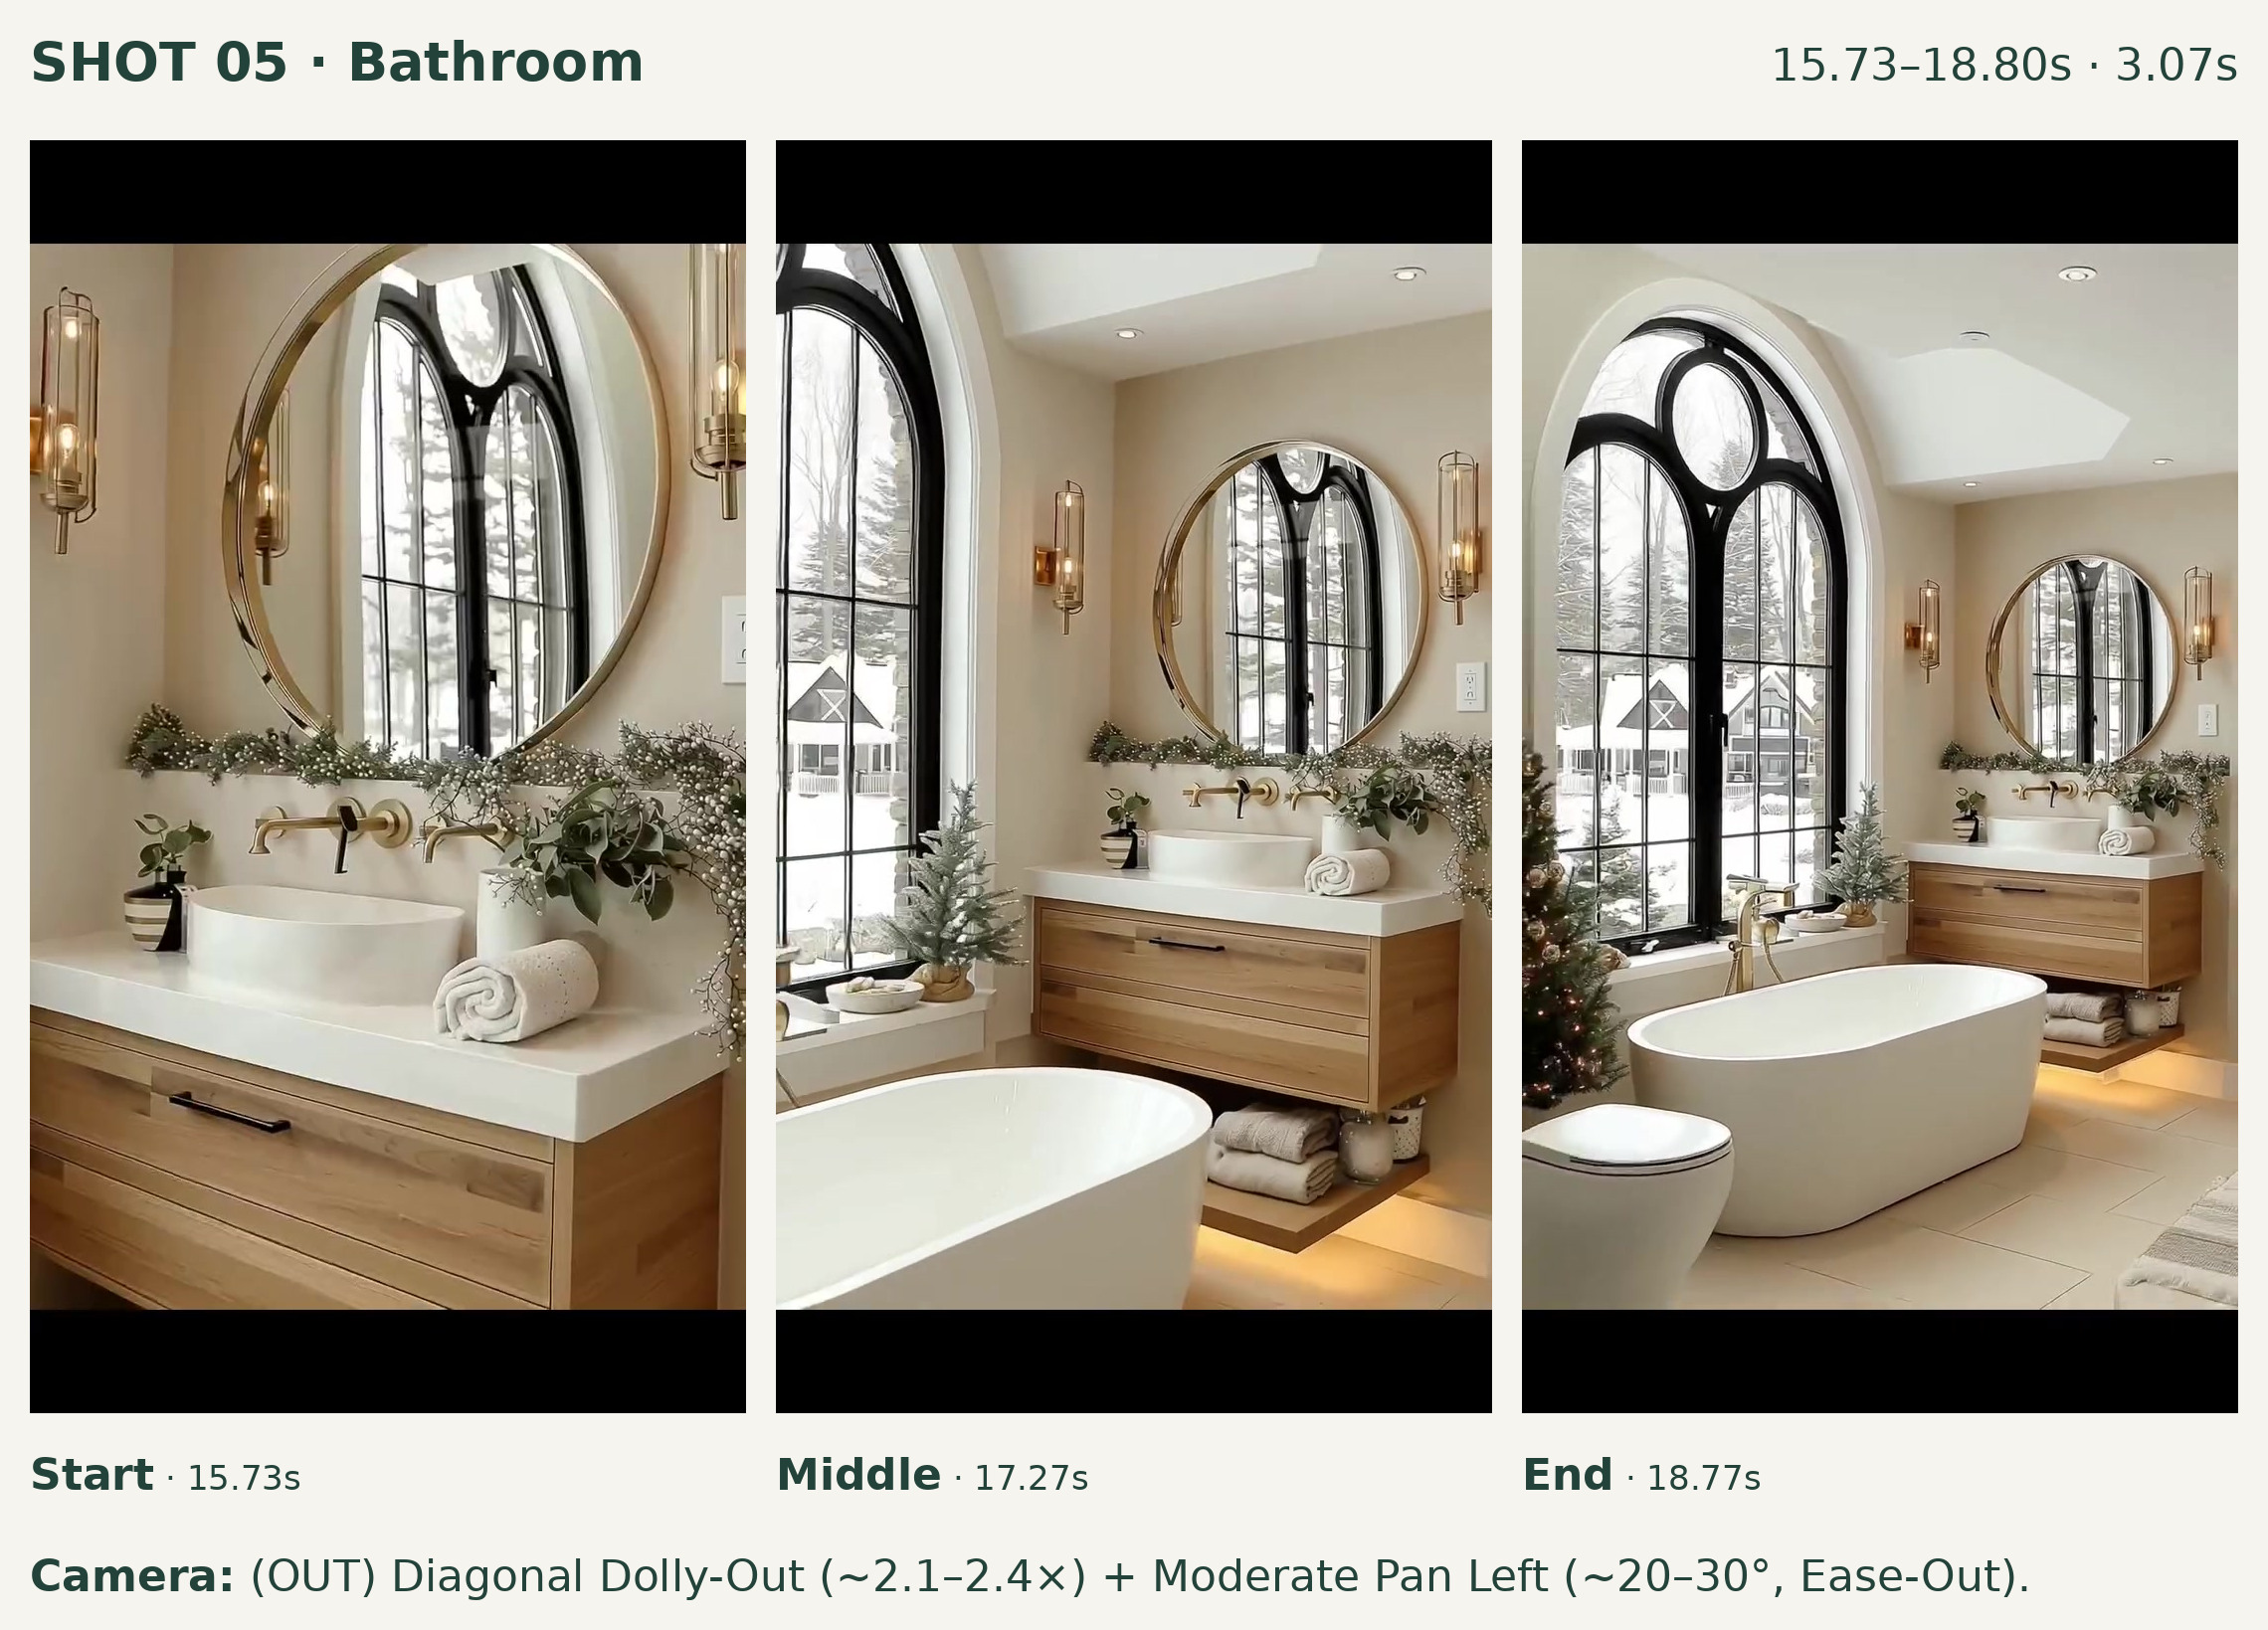 SHOT 05 · Bathroom
15.73–18.80s · 3.07s
Start · 15.73s
Middle · 17.27s
End · 18.77s
Camera: (OUT) Diagonal Dolly-Out (~2.1–2.4×) + Moderate Pan Left (~20–30°, Ease-Out).